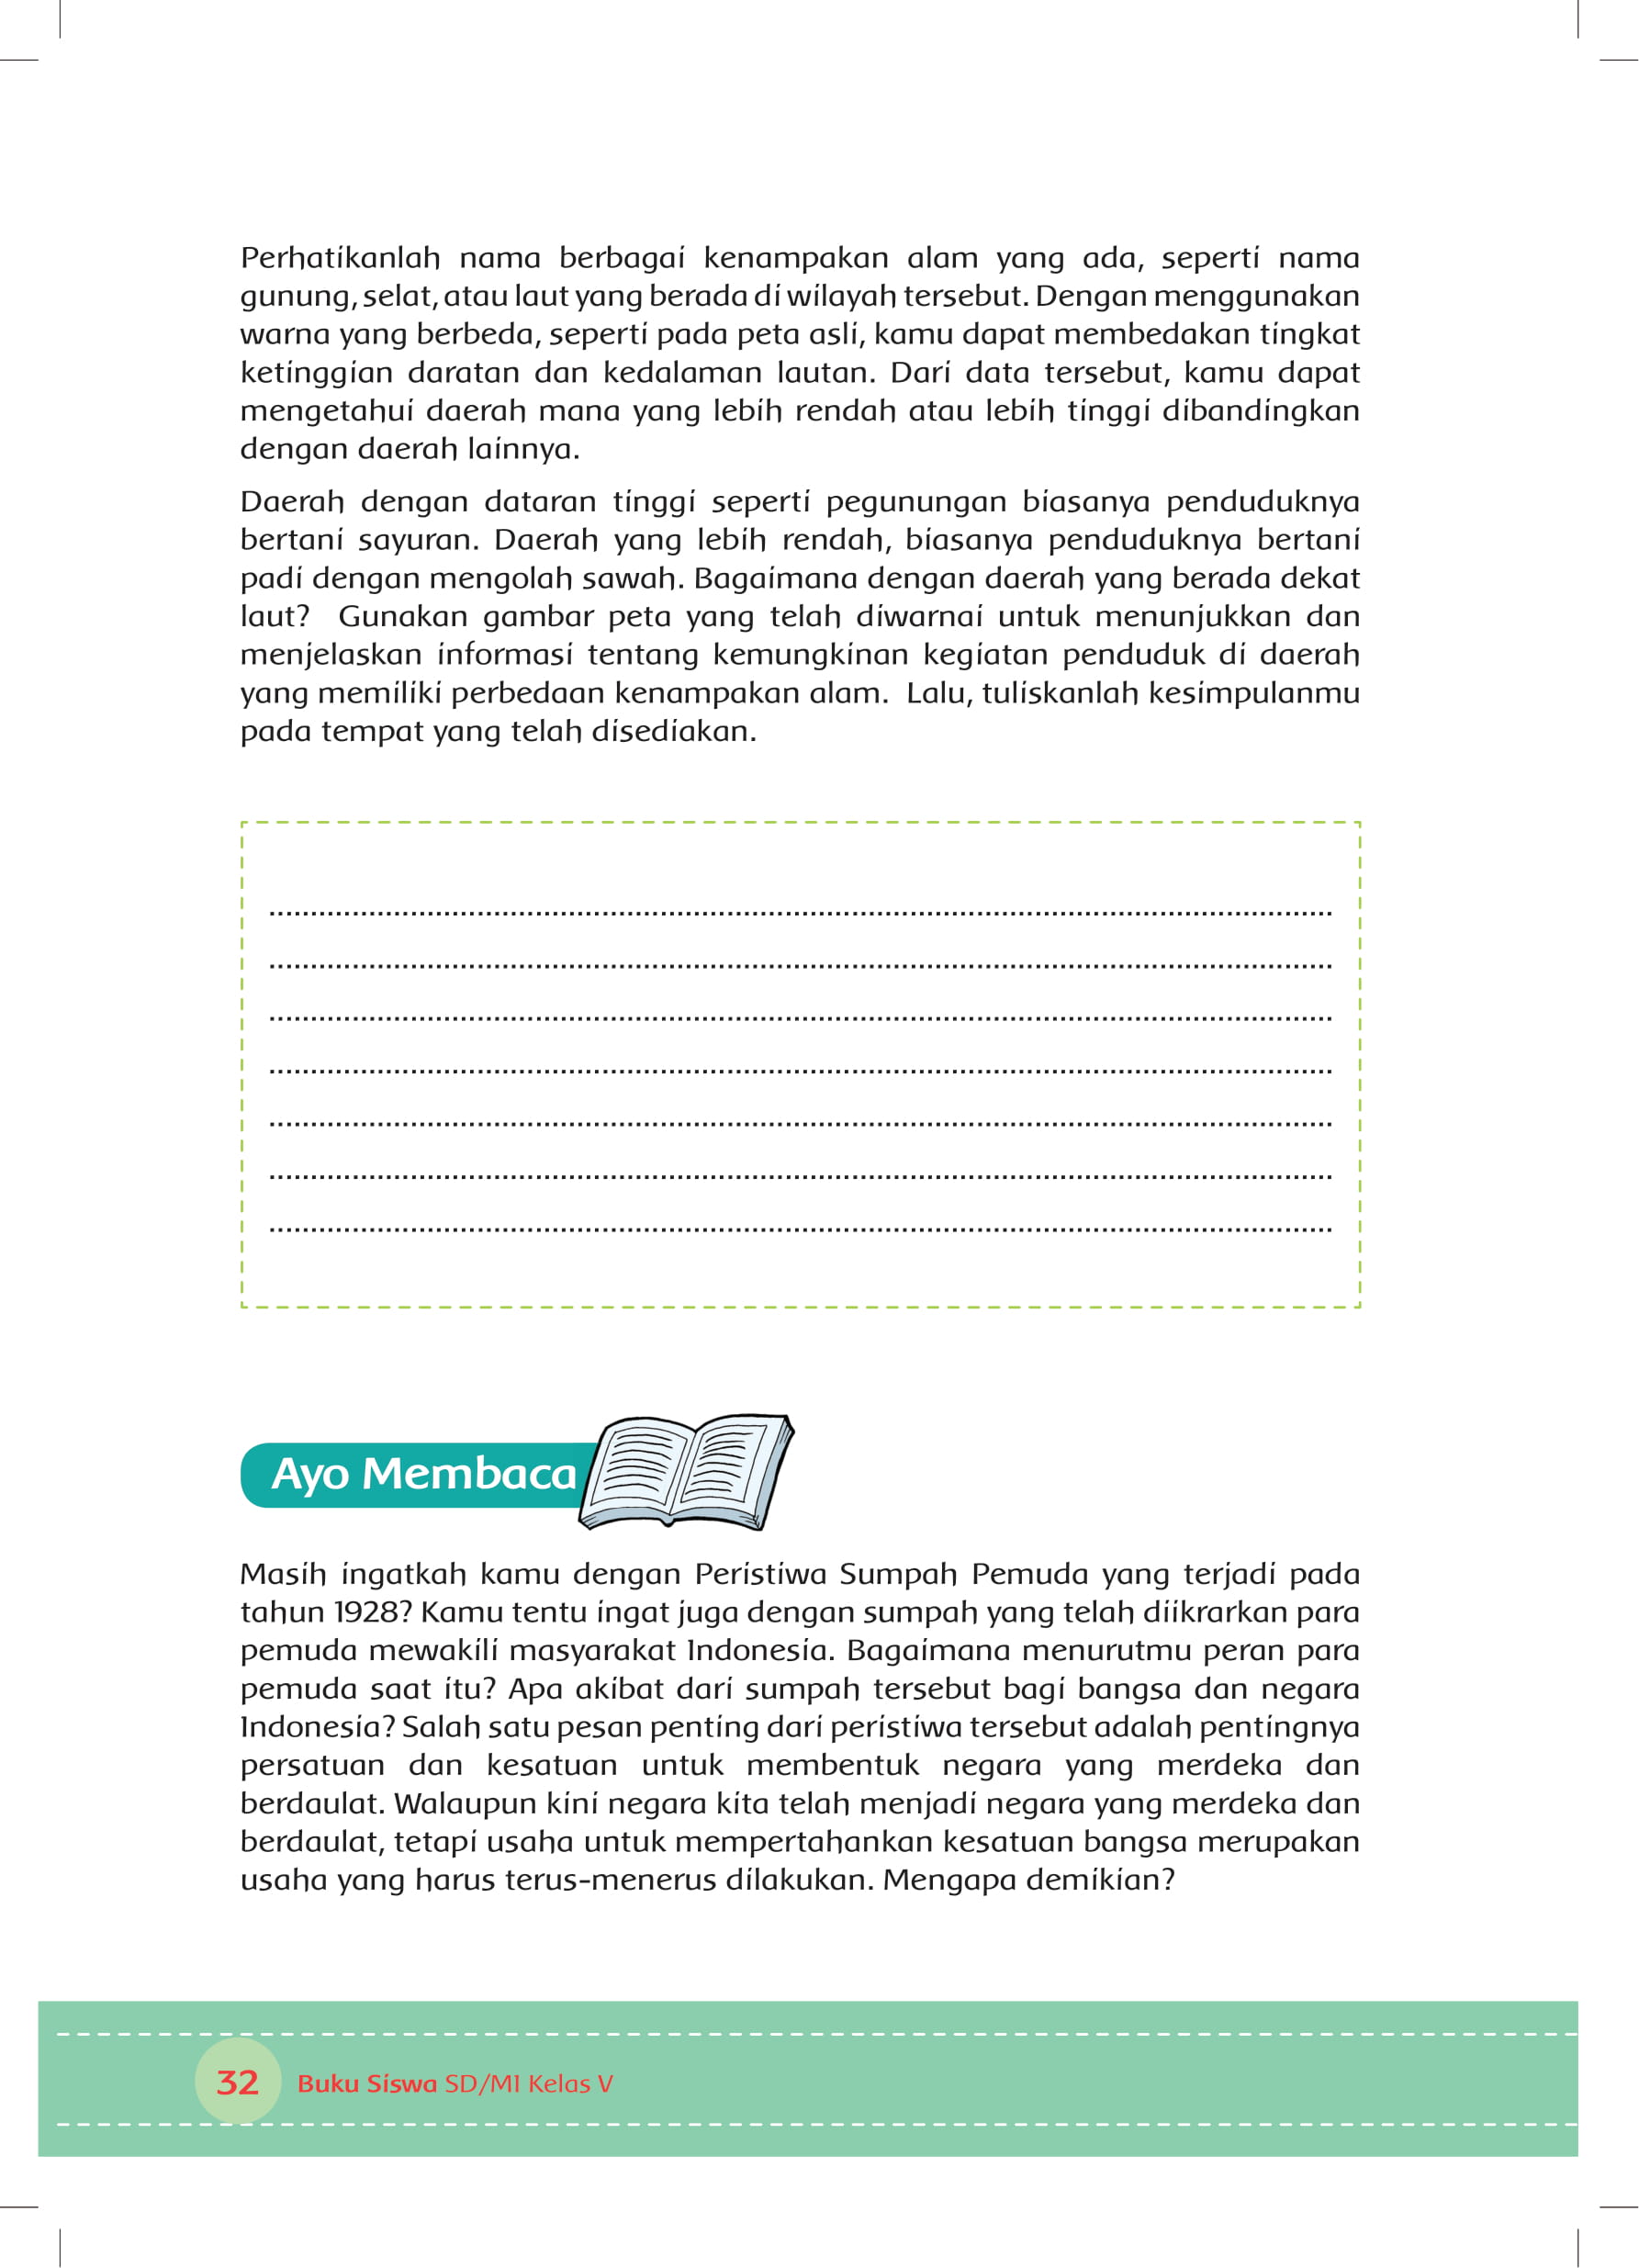 Perhatikanlah nama berbagai kenampakan alam yang ada, seperti nama
gunung, selat, atau laut yang berada di wilayah tersebut. Dengan menggunakan
warna yang berbeda, seperti pada peta asli, kamu dapat membedakan tingkat
ketinggian daratan dan kedalaman lautan. Dari data tersebut, kamu dapat
mengetahui daerah mana yang lebih rendah atau lebih tinggi dibandingkan
dengan daerah lainnya.
Daerah dengan dataran tinggi seperti pegunungan biasanya penduduknya
bertani sayuran. Daerah yang lebih rendah, biasanya penduduknya bertani
padi dengan mengolah sawah. Bagaimana dengan daerah yang berada dekat
laut? Gunakan gambar peta yang telah diwarnai untuk menunjukkan dan
menjelaskan informasi tentang kemungkinan kegiatan penduduk di daerah
yang memiliki perbedaan kenampakan alam. Lalu, tuliskanlah kesimpulanmu
pada tempat yang telah disediakan.
Ayo Membaca
Masih ingatkah kamu dengan Peristiwa Sumpah Pemuda yang terjadi pada
tahun 1928? Kamu tentu ingat juga dengan sumpah yang telah diikrarkan para
pemuda mewakili masyarakat Indonesia. Bagaimana menurutmu peran para
pemuda saat itu? Apa akibat dari sumpah tersebut bagi bangsa dan negara
Indonesia? Salah satu pesan penting dari peristiwa tersebut adalah pentingnya
persatuan dan kesatuan untuk membentuk negara yang merdeka dan
berdaulat. Walaupun kini negara kita telah menjadi negara yang merdeka dan
berdaulat, tetapi usaha untuk mempertahankan kesatuan bangsa merupakan
usaha yang harus terus-menerus dilakukan. Mengapa demikian?
32 Buku Siswa SD/MI Kelas V